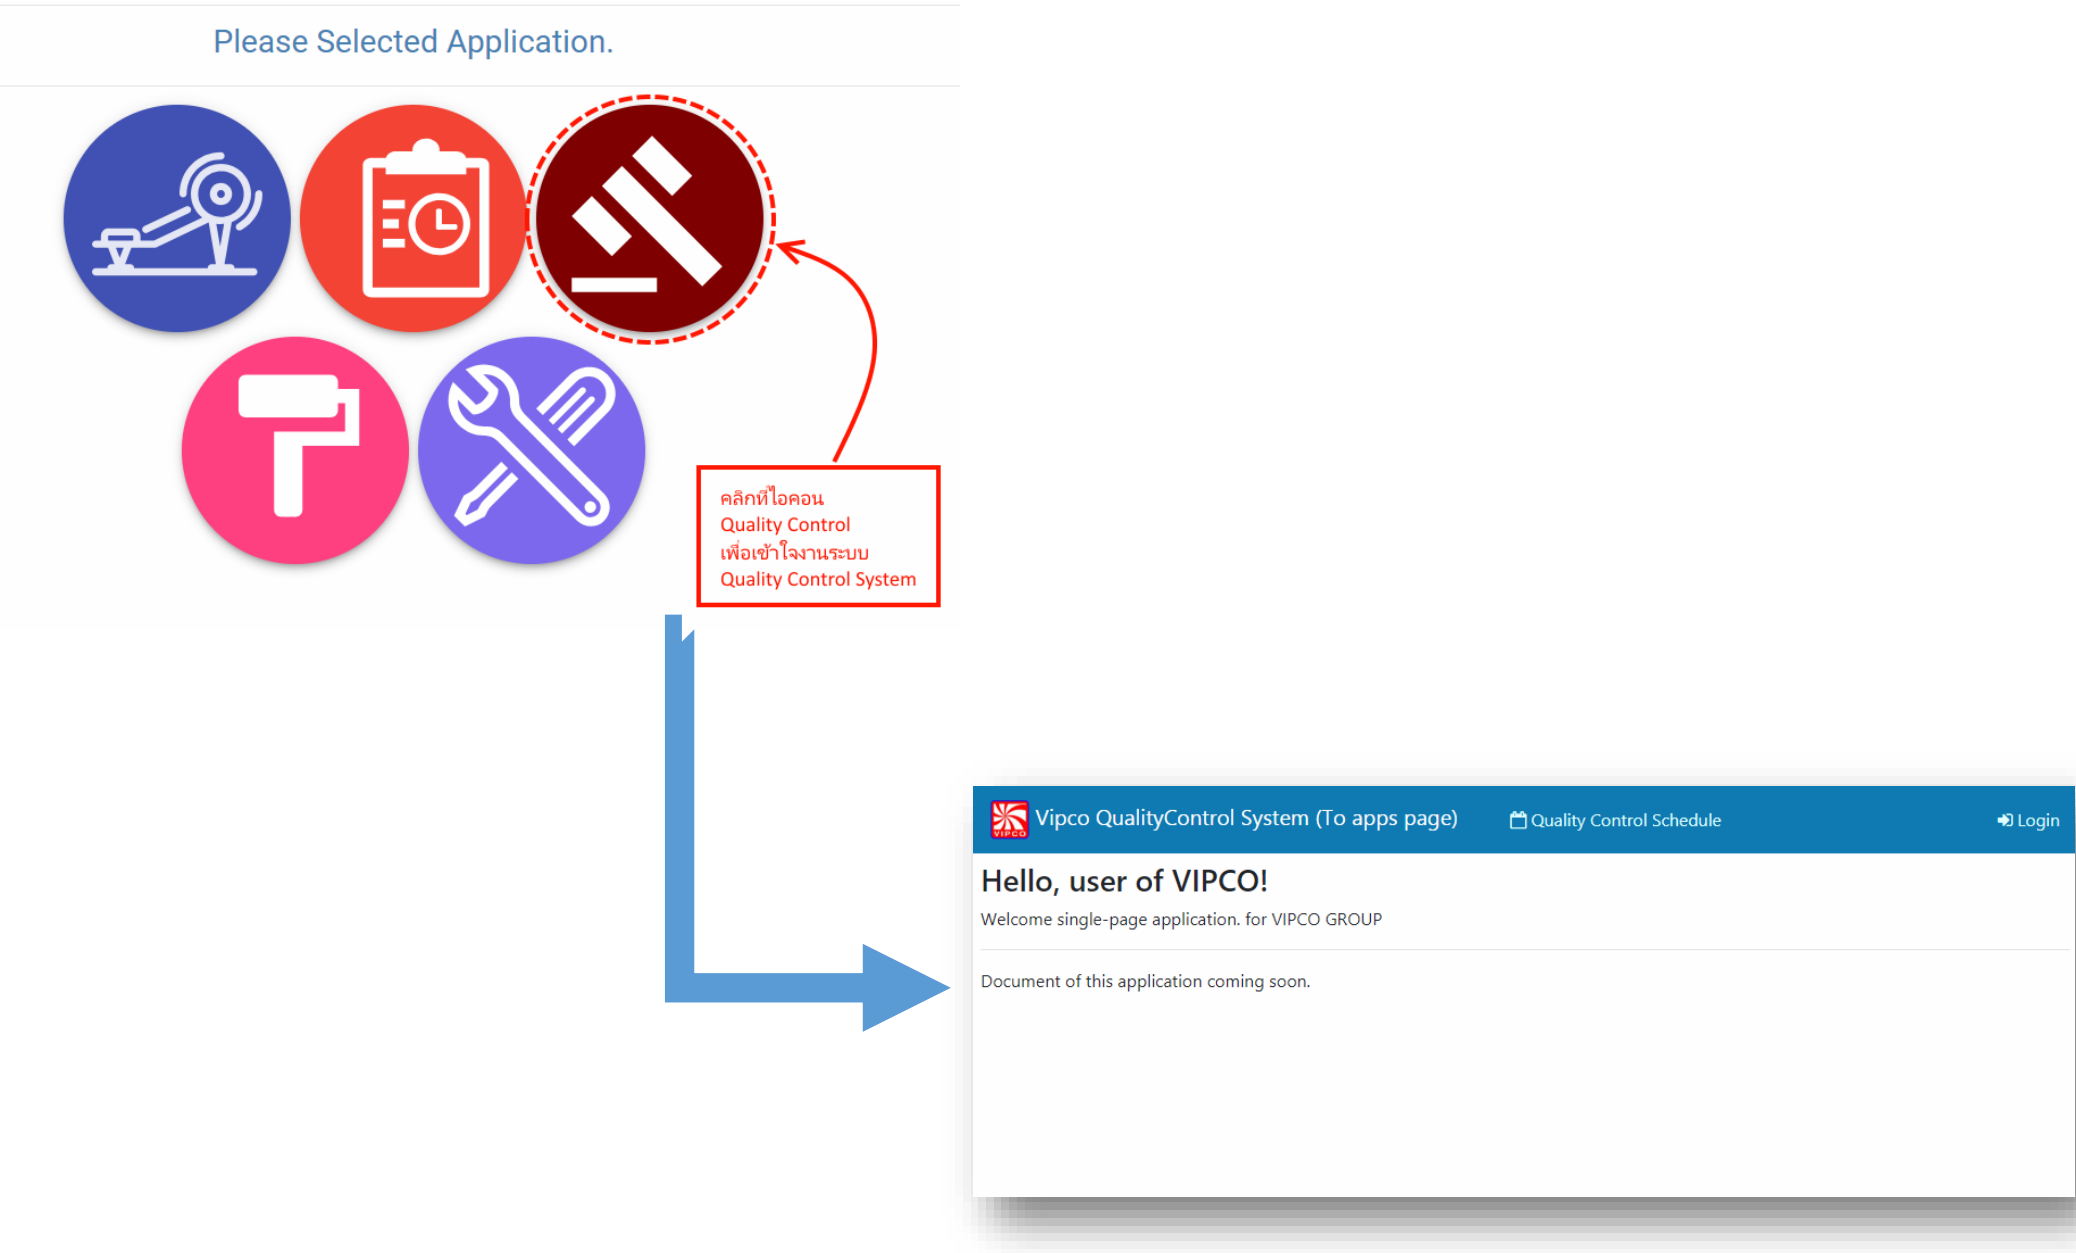 Please Selected Application.
คลิกที่ไอคอน
Quality Control
เพื่อเข้าใจงานระบบ
Quality Control System
VIPCO
Vipco QualityControl System (To apps page)
Quality Control Schedule
Login
Hello, user of VIPCO!
Welcome single-page application. for VIPCO GROUP
Document of this application coming soon.